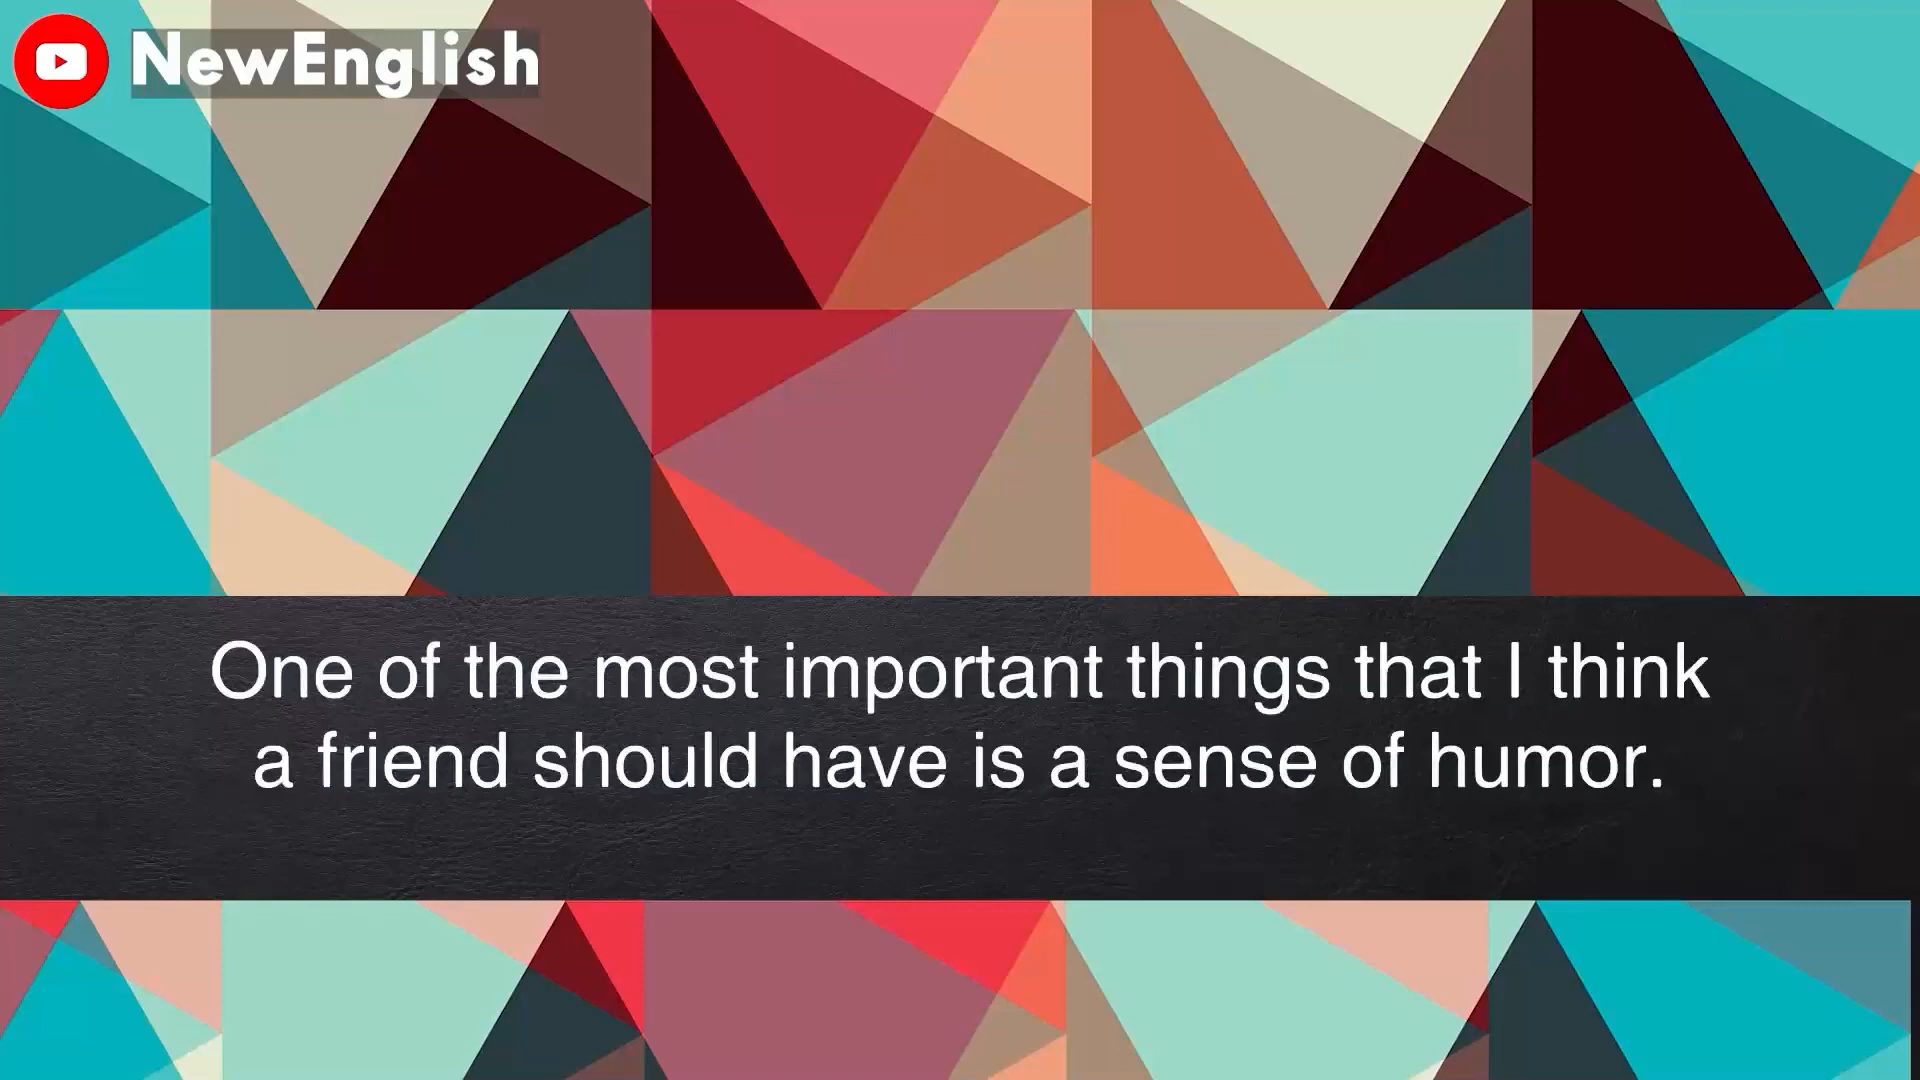 NewEnglish
One of the most important things that I think
a friend should have is a sense of humor.